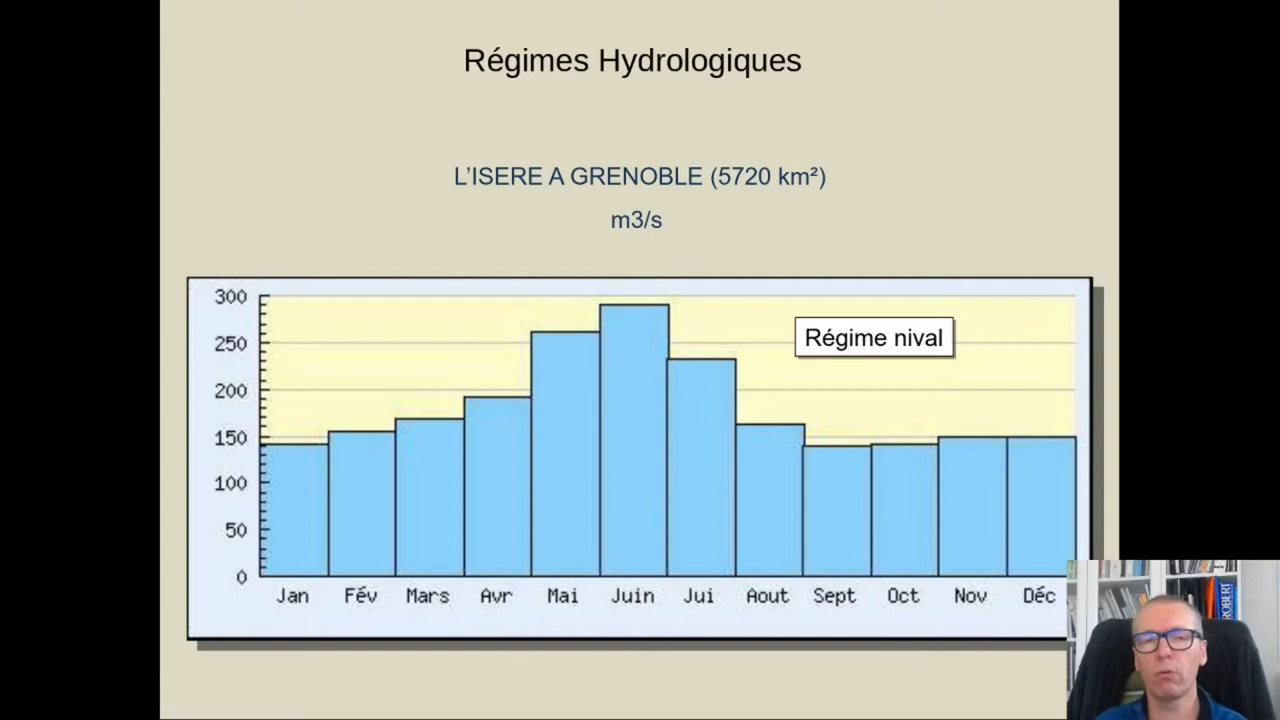 Régimes Hydrologiques
L'ISERE A GRENOBLE (5720 km²)
m3/s
300
Régime nival
250
200
150
100
50
0
Jan Fév Mars Avr Mai Juin Jui Aout Sept Oct Nov Déc
ROBERT